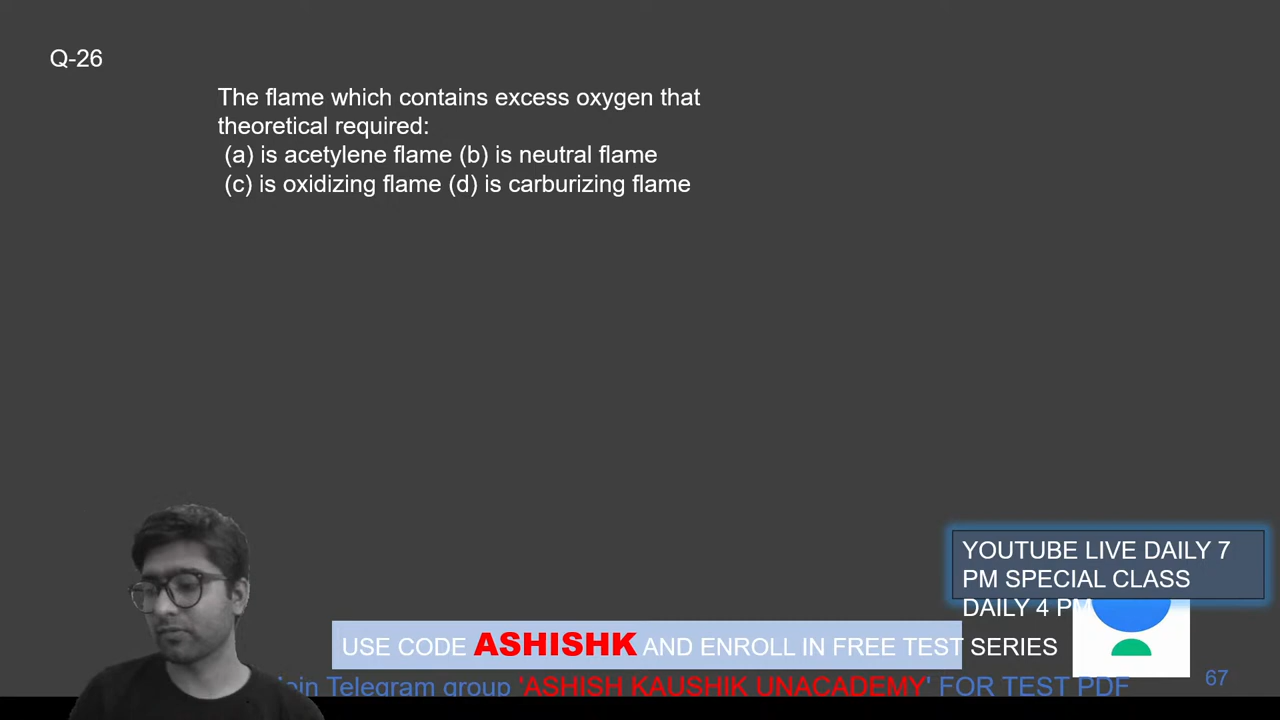 Q-26
The flame which contains excess oxygen that
theoretical required:
(a) is acetylene flame (b) is neutral flame
(c) is oxidizing flame (d) is carburizing flame
YOUTUBE LIVE DAILY 7
PM SPECIAL CLASS
DAILY 4 PM
USE CODE ASHISHK AND ENROLL IN FREE TEST SERIES
Join Telegram group 'ASHISH KAUSHIK UNACADEMY' FOR TEST PDF
67